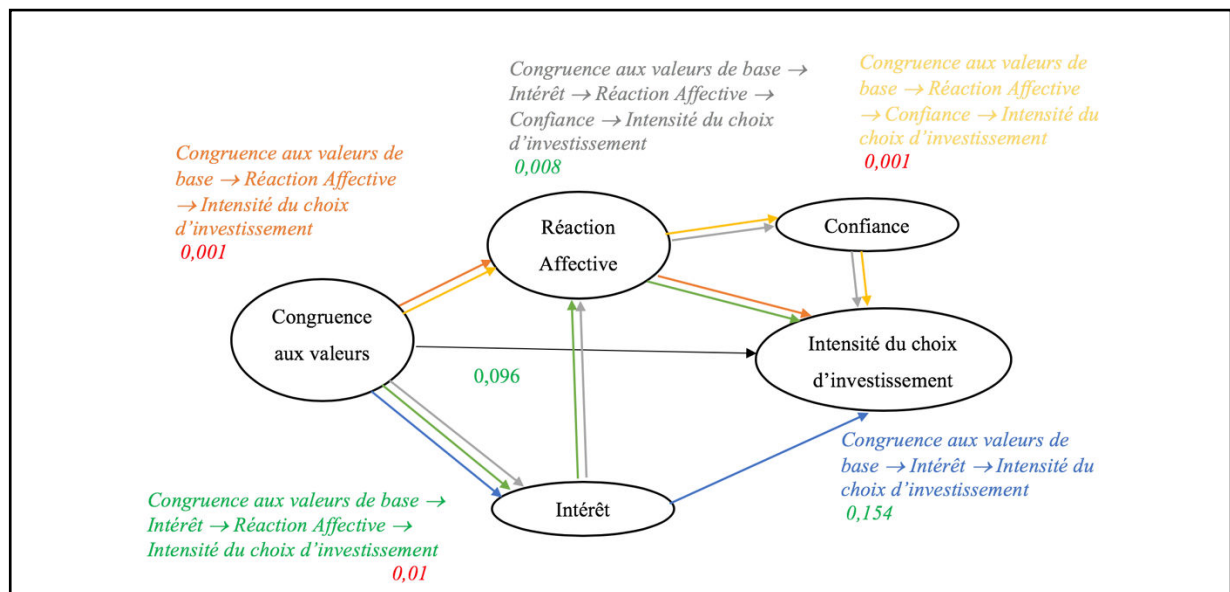 Congruence aux valeurs de base →
Intérêt → Réaction Affective →
Confiance → Intensité du choix
d’investissement
0,008
Congruence aux valeurs de
base → Réaction Affective
→ Confiance → Intensité du
choix d’investissement
0,001
Congruence aux valeurs de
base → Réaction Affective
→ Intensité du choix
d’investissement
0,001
Réaction
Affective
Confiance
Congruence
aux valeurs
0,096
Intensité du choix
d’investissement
Intérêt
Congruence aux valeurs de base →
Intérêt → Réaction Affective →
Intensité du choix d’investissement
0,01
Congruence aux valeurs de
base → Intérêt → Intensité du
choix d’investissement
0,154